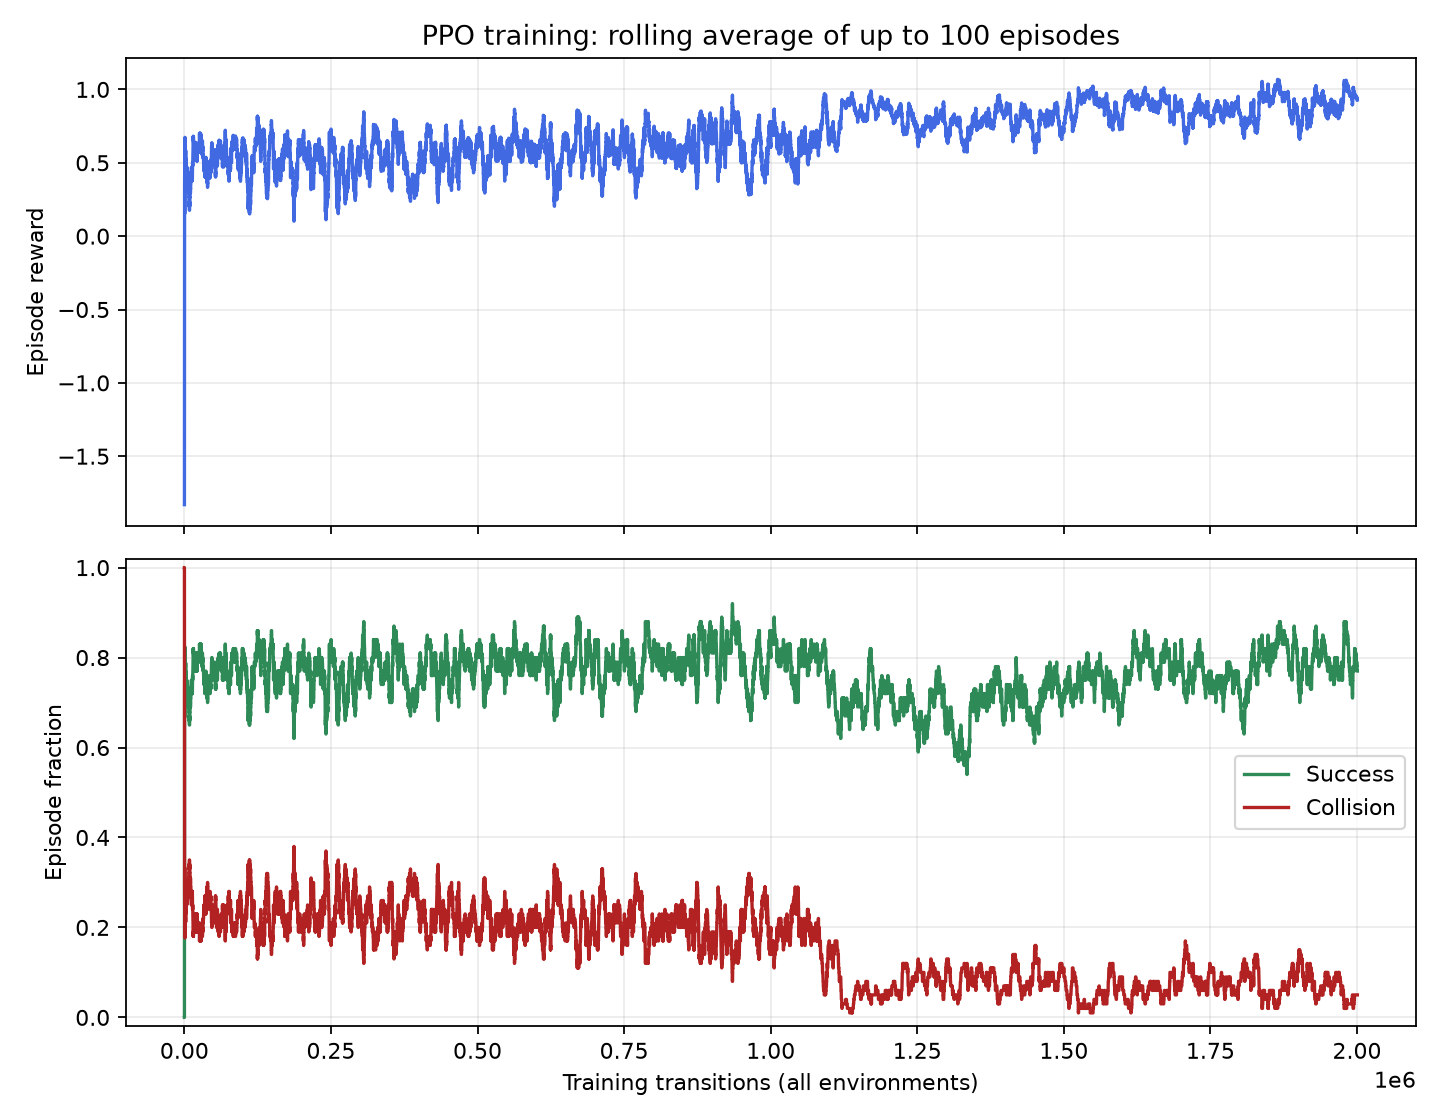 PPO training: rolling average of up to 100 episodes
1.0
0.5
0.0
−0.5
−1.0
−1.5
Episode reward
1.0
0.8
0.6
0.4
0.2
0.0
Episode fraction
Success
Collision
0.00 0.25 0.50 0.75 1.00 1.25 1.50 1.75 2.00
1e6
Training transitions (all environments)